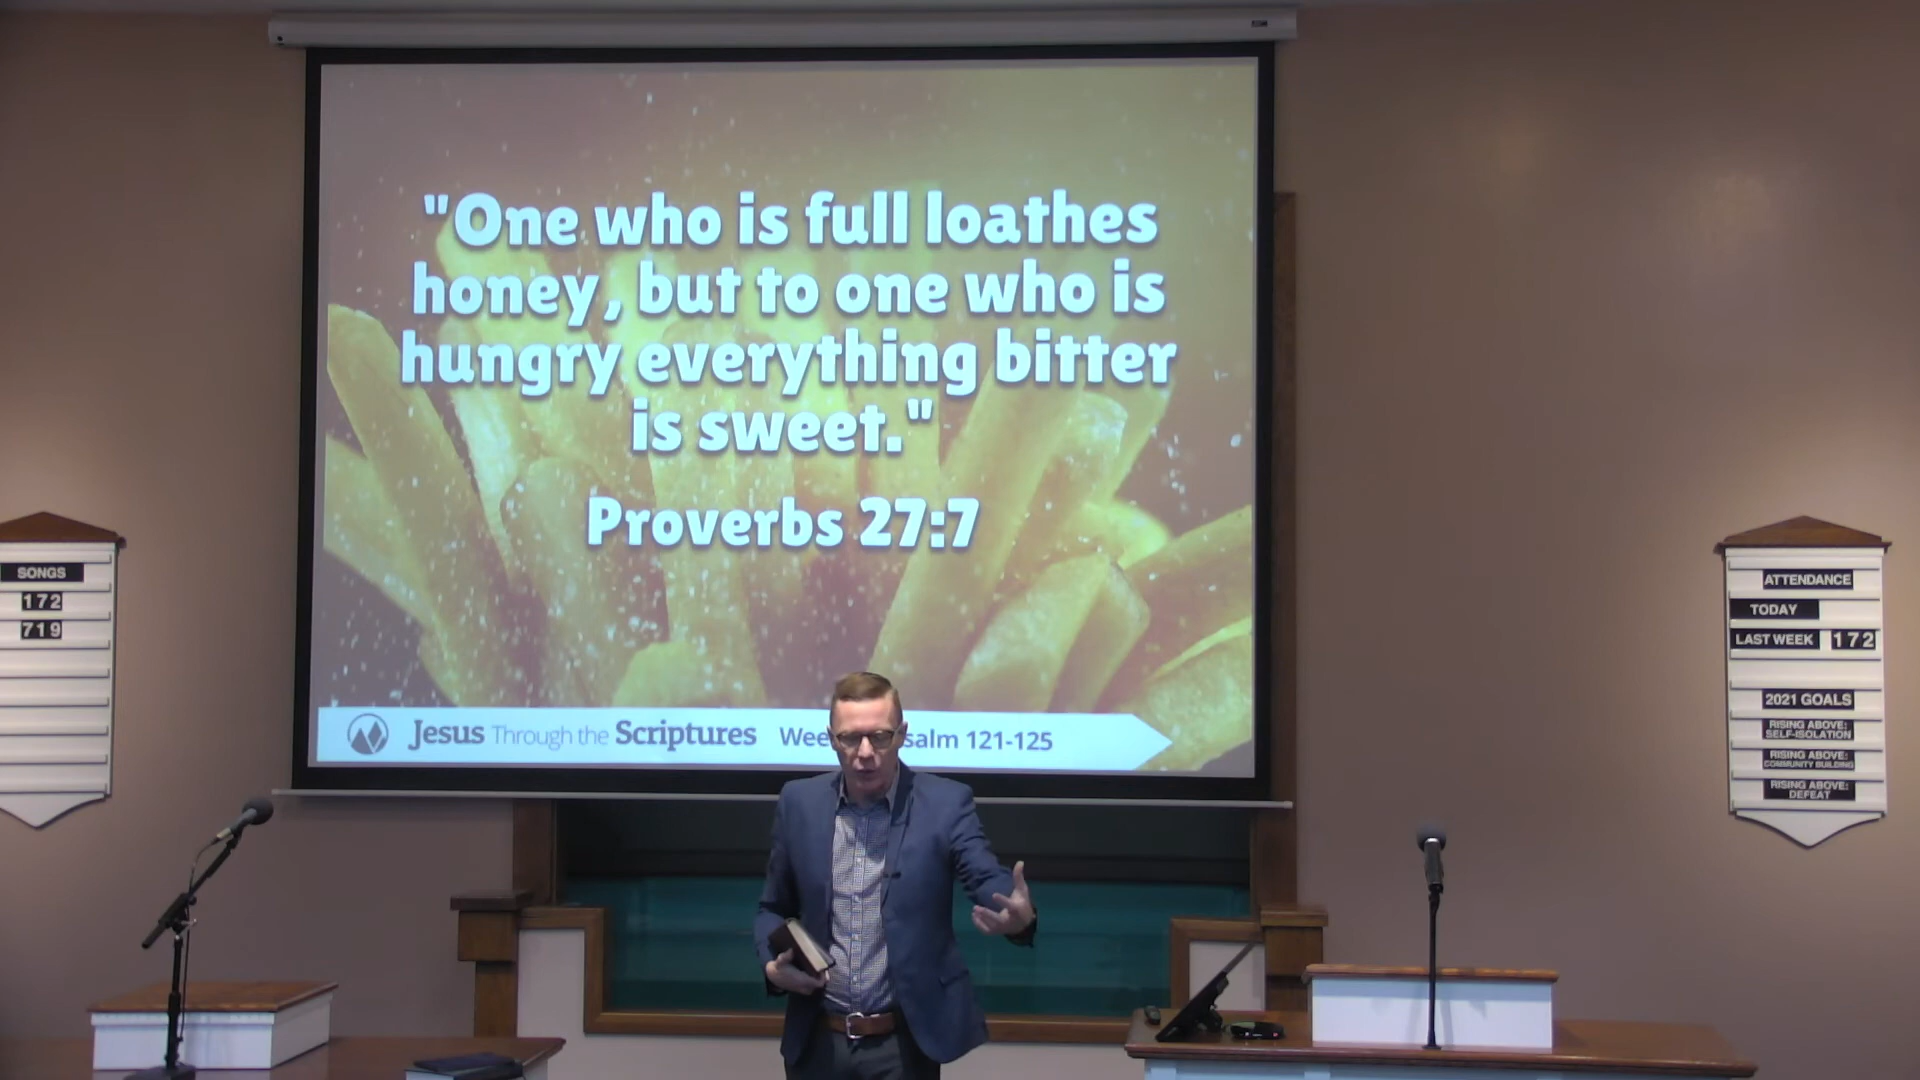 "One who is full loathes
honey, but to one who is
hungry everything bitter
is sweet."
Proverbs 27:7
Jesus Through the Scriptures
121-125
SONGS
172
719
ATTENDANCE
TODAY
LAST WEEK 172
2021 GOALS
RISING ABOVE:
SELF-ISOLATION
RISING ABOVE:
COMMUNITY BUILDING
RISING ABOVE:
DEFEAT